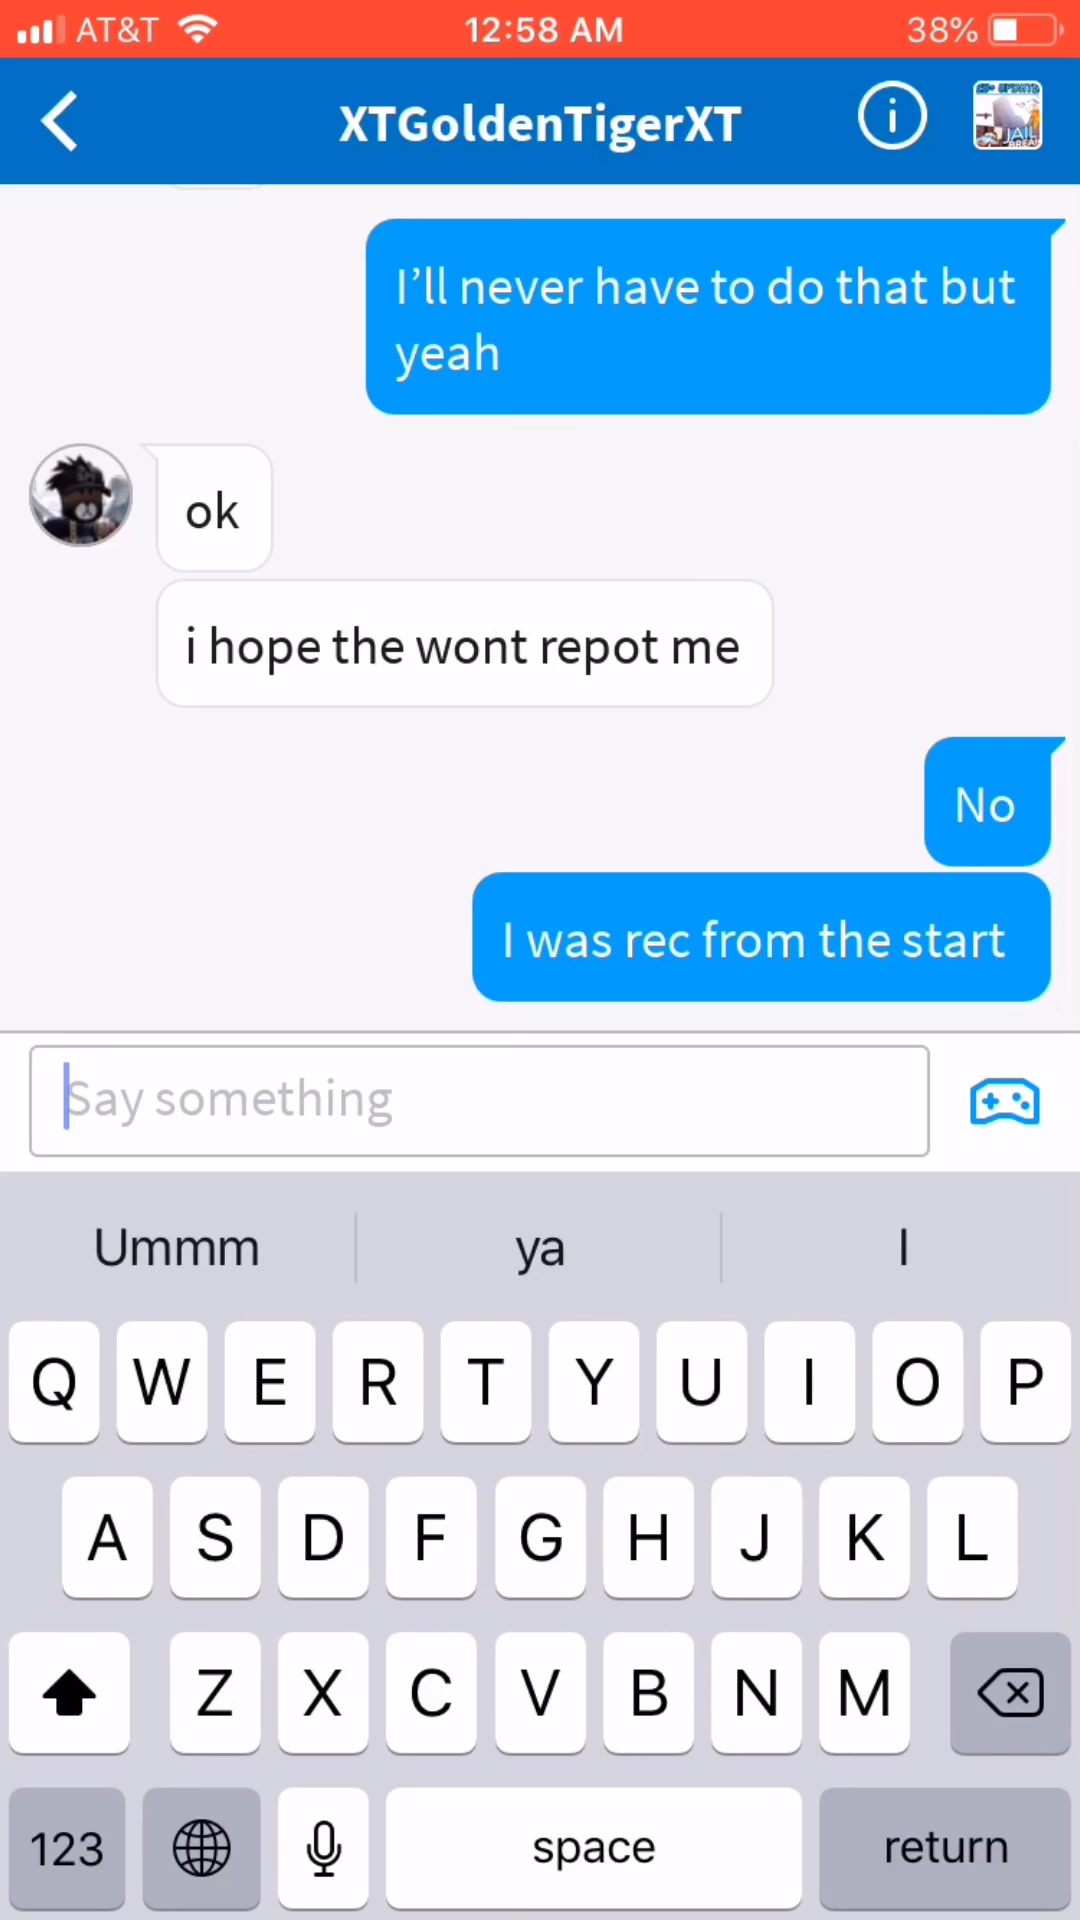 AT&T 12:58 AM 38%
XTGoldenTigerXT
JAIL
I’ll never have to do that but
yeah
ok
i hope the wont repot me
No
I was rec from the start
Say something
Ummm ya I
Q W E R T Y U I O P
A S D F G H J K L
Z X C V B N M
123 space return